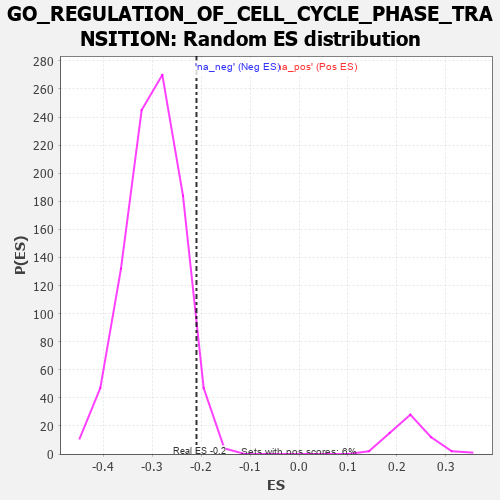 GO_REGULATION_OF_CELL_CYCLE_PHASE_TRA
NSITION: Random ES distribution
'na_neg' (Neg ES)
'na_pos' (Pos ES)
P(ES)
280
260
240
220
200
180
160
140
120
100
80
60
40
20
0
Real ES -0.2
Sets with pos scores: 6%
-0.4 -0.3 -0.2 -0.1 0.0 0.1 0.2 0.3
ES